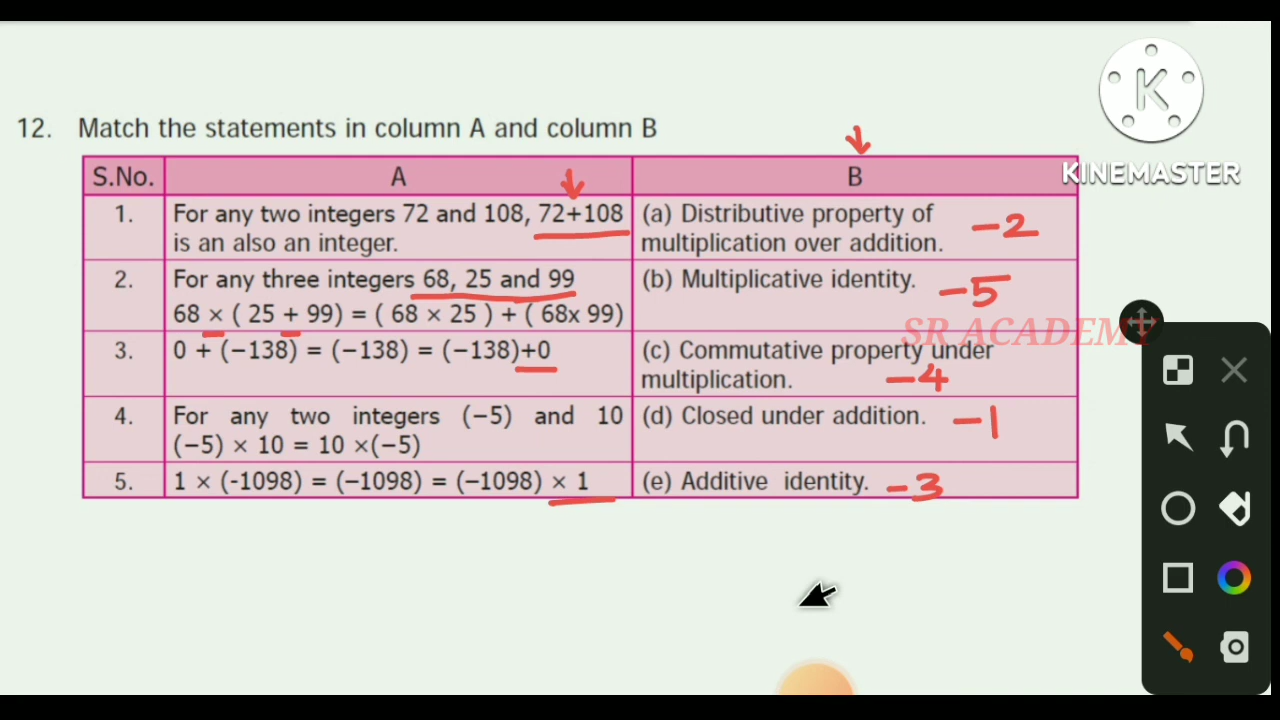 K
KINEMASTER
12. Match the statements in column A and column B
S.No. A B
1. For any two integers 72 and 108, 72+108
is an also an integer.
(a) Distributive property of
multiplication over addition. -2
2. For any three integers 68, 25 and 99
68 × ( 25 + 99) = ( 68 × 25 ) + ( 68x 99)
(b) Multiplicative identity. -5
SR ACADEMY
3. 0 + (−138) = (−138) = (−138)+0
(c) Commutative property under
multiplication. -4
4. For any two integers (−5) and 10
(−5) × 10 = 10 ×(−5)
(d) Closed under addition. -1
5. 1 × (-1098) = (−1098) = (−1098) × 1
(e) Additive identity. -3